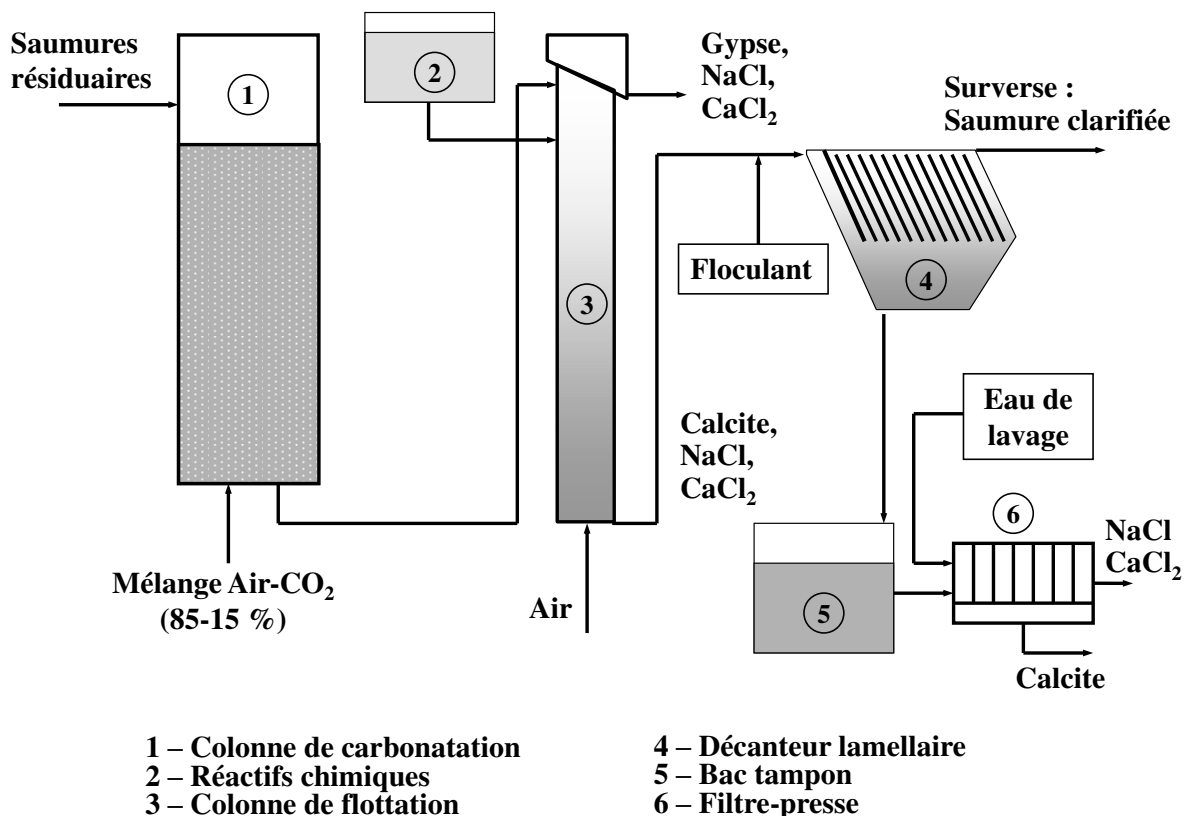 Saumures
résiduaires
1
2
Gypse,
NaCl,
CaCl₂
Surverse :
Saumure clarifiée
Floculant
4
3
Calcite,
NaCl,
CaCl₂
Eau de
lavage
6
NaCl
CaCl₂
Mélange Air-CO₂
(85-15 %)
Air
5
Calcite
1 – Colonne de carbonatation
2 – Réactifs chimiques
3 – Colonne de flottation
4 – Décanteur lamellaire
5 – Bac tampon
6 – Filtre-presse